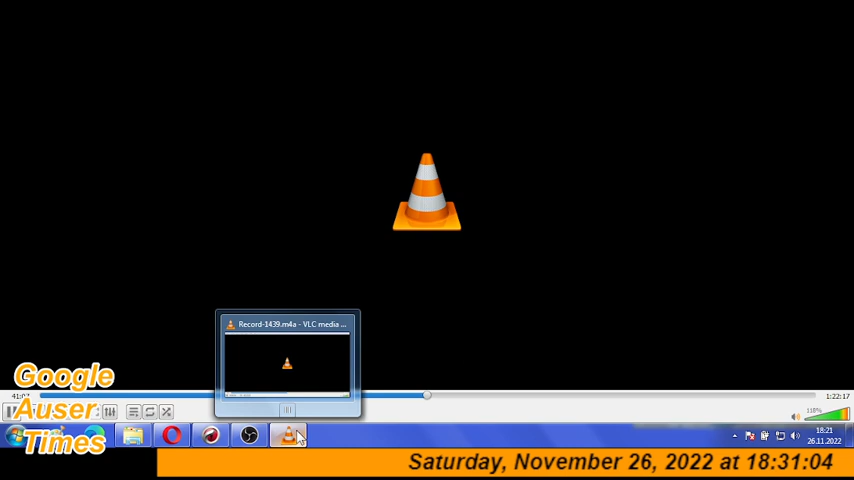 Record-1439.m4a - VLC media ...
Google
Auser
Times
1:22:17
118%
18:21
26.11.2022
Saturday, November 26, 2022 at 18:31:04